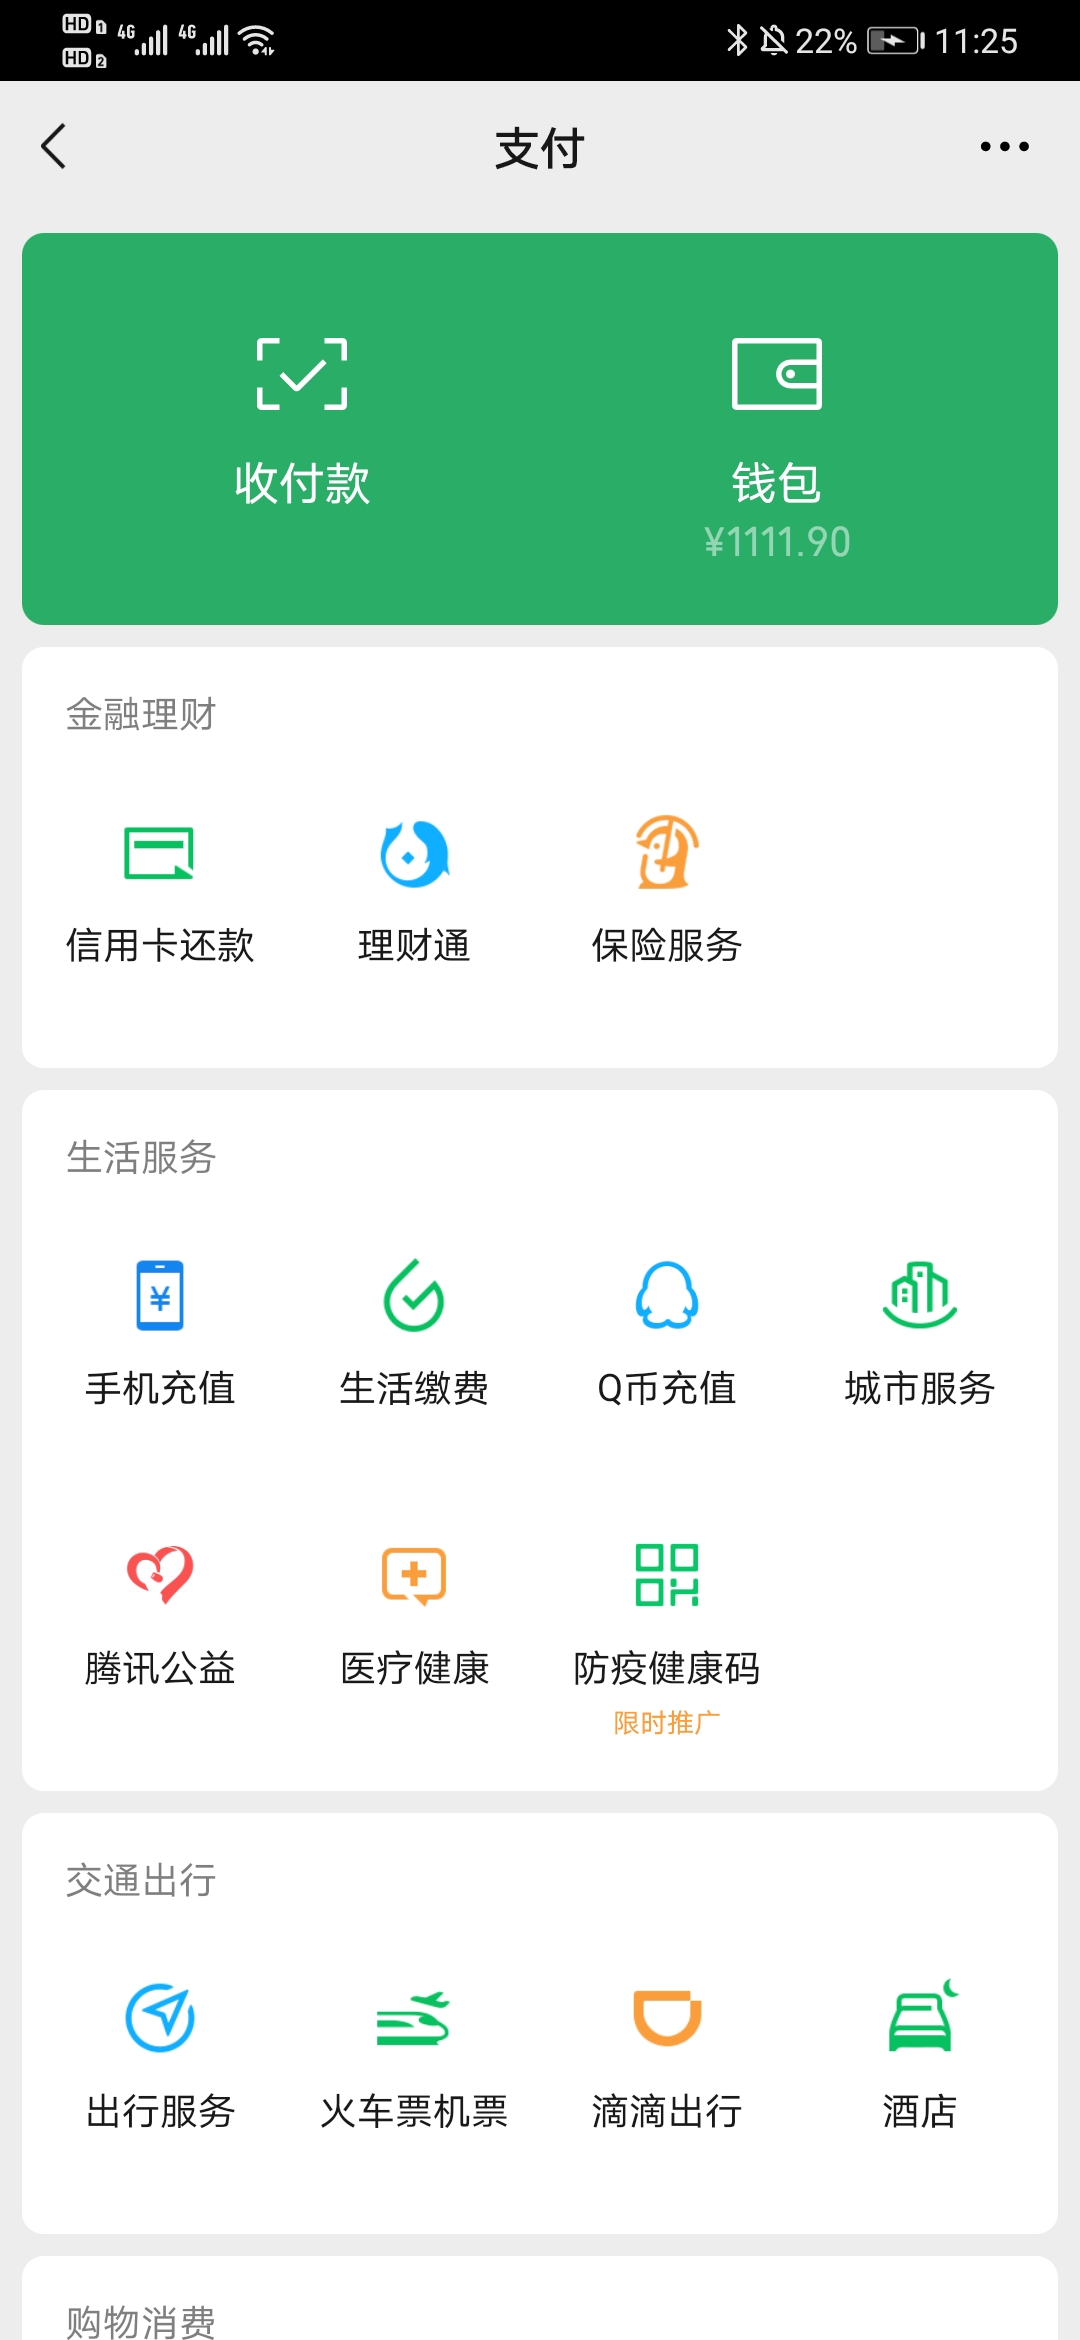 HD 1 4G 4G
HD 2
22% 11:25
支付
收付款 钱包
¥1111.90
金融理财
信用卡还款 理财通 保险服务
生活服务
¥
手机充值 生活缴费 Q币充值 城市服务
腾讯公益 医疗健康 防疫健康码
限时推广
交通出行
出行服务 火车票机票 滴滴出行 酒店
购物消费